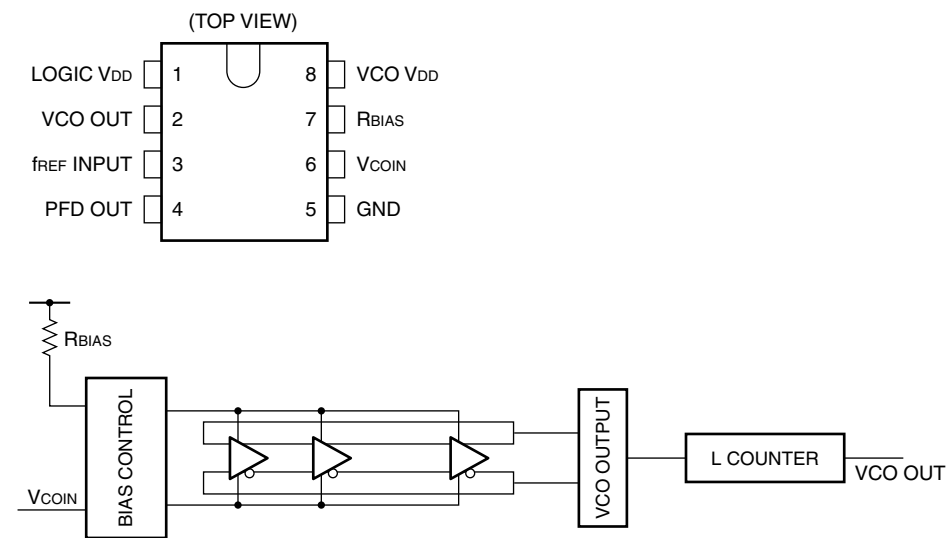 (TOP VIEW)
LOGIC VDD 1 8 VCO VDD
VCO OUT 2 7 RBIAS
fREF INPUT 3 6 VCOIN
PFD OUT 4 5 GND
RBIAS
BIAS CONTROL
VCOIN
VCO OUTPUT
L COUNTER
VCO OUT